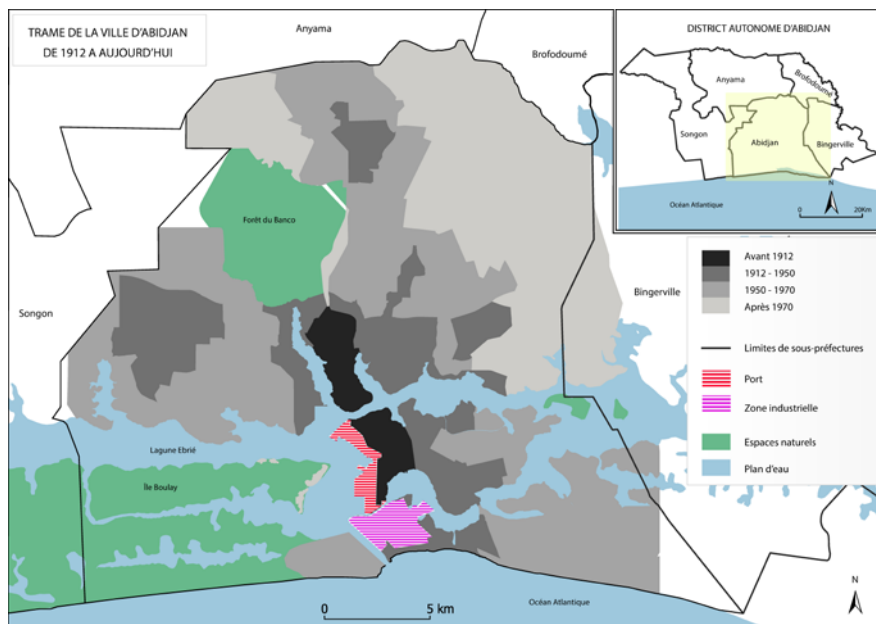 TRAME DE LA VILLE D'ABIDJAN
DE 1912 A AUJOURD'HUI
Anyama
Brofodoumé
DISTRICT AUTONOME D'ABIDJAN
Anyama
Brofodoumé
Songon
Abidjan
Bingerville
Océan Atlantique
N
0 20Km
Forêt du Banco
Songon
Bingerville
Avant 1912
1912 - 1950
1950 - 1970
Après 1970
Limites de sous-préfectures
Port
Zone industrielle
Espaces naturels
Plan d'eau
Lagune Ebrié
Île Boulay
0 5 km
Océan Atlantique
N